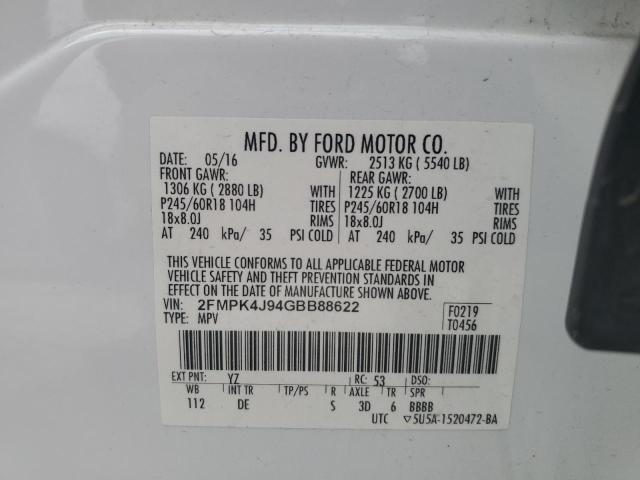 MFD. BY FORD MOTOR CO.
DATE: 05/16 GVWR: 2513 KG ( 5540 LB)
FRONT GAWR: REAR GAWR:
1306 KG ( 2880 LB) WITH 1225 KG ( 2700 LB) WITH
P245/60R18 104H TIRES P245/60R18 104H TIRES
18x8.0J RIMS 18x8.0J RIMS
AT 240 kPa/ 35 PSI COLD AT 240 kPa/ 35 PSI COLD
THIS VEHICLE CONFORMS TO ALL APPLICABLE FEDERAL MOTOR
VEHICLE SAFETY AND THEFT PREVENTION STANDARDS IN
EFFECT ON THE DATE OF MANUFACTURE SHOWN ABOVE.
VIN: 2FMPK4J94GBB88622 F0219
TYPE: MPV T0456
EXT PNT: YZ RC: 53 DSO:
WB INT TR TP/PS R AXLE TR SPR
112 DE S 3D 6 BBBB
UTC ▽5U5A-1520472-BA